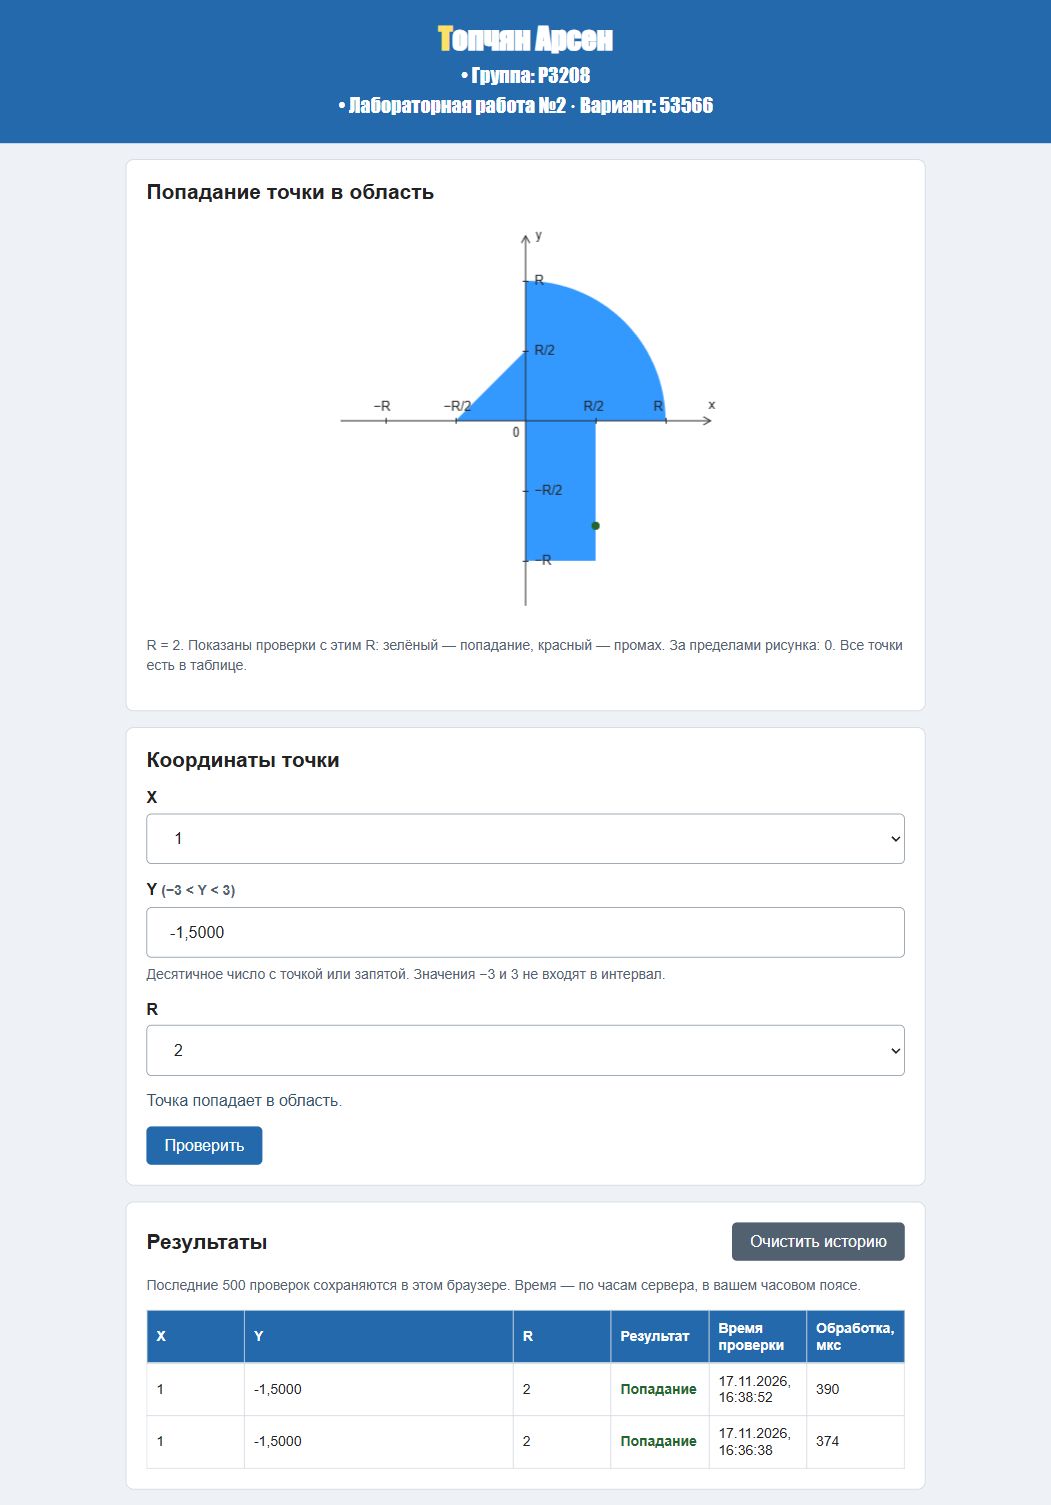 Топчян Арсен
• Группа: P3208
• Лабораторная работа №2 · Вариант: 53566
Попадание точки в область
y
R
R/2
−R
−R/2
R/2
R
x
0
−R/2
−R
R = 2. Показаны проверки с этим R: зелёный — попадание, красный — промах. За пределами рисунка: 0. Все точки
есть в таблице.
Координаты точки
X
1
Y (−3 < Y < 3)
-1,5000
Десятичное число с точкой или запятой. Значения −3 и 3 не входят в интервал.
R
2
Точка попадает в область.
Проверить
Результаты
Очистить историю
Последние 500 проверок сохраняются в этом браузере. Время — по часам сервера, в вашем часовом поясе.
X Y R Результат Время проверки Обработка, мкс
1 -1,5000 2 Попадание 17.11.2026, 16:38:52 390
1 -1,5000 2 Попадание 17.11.2026, 16:36:38 374